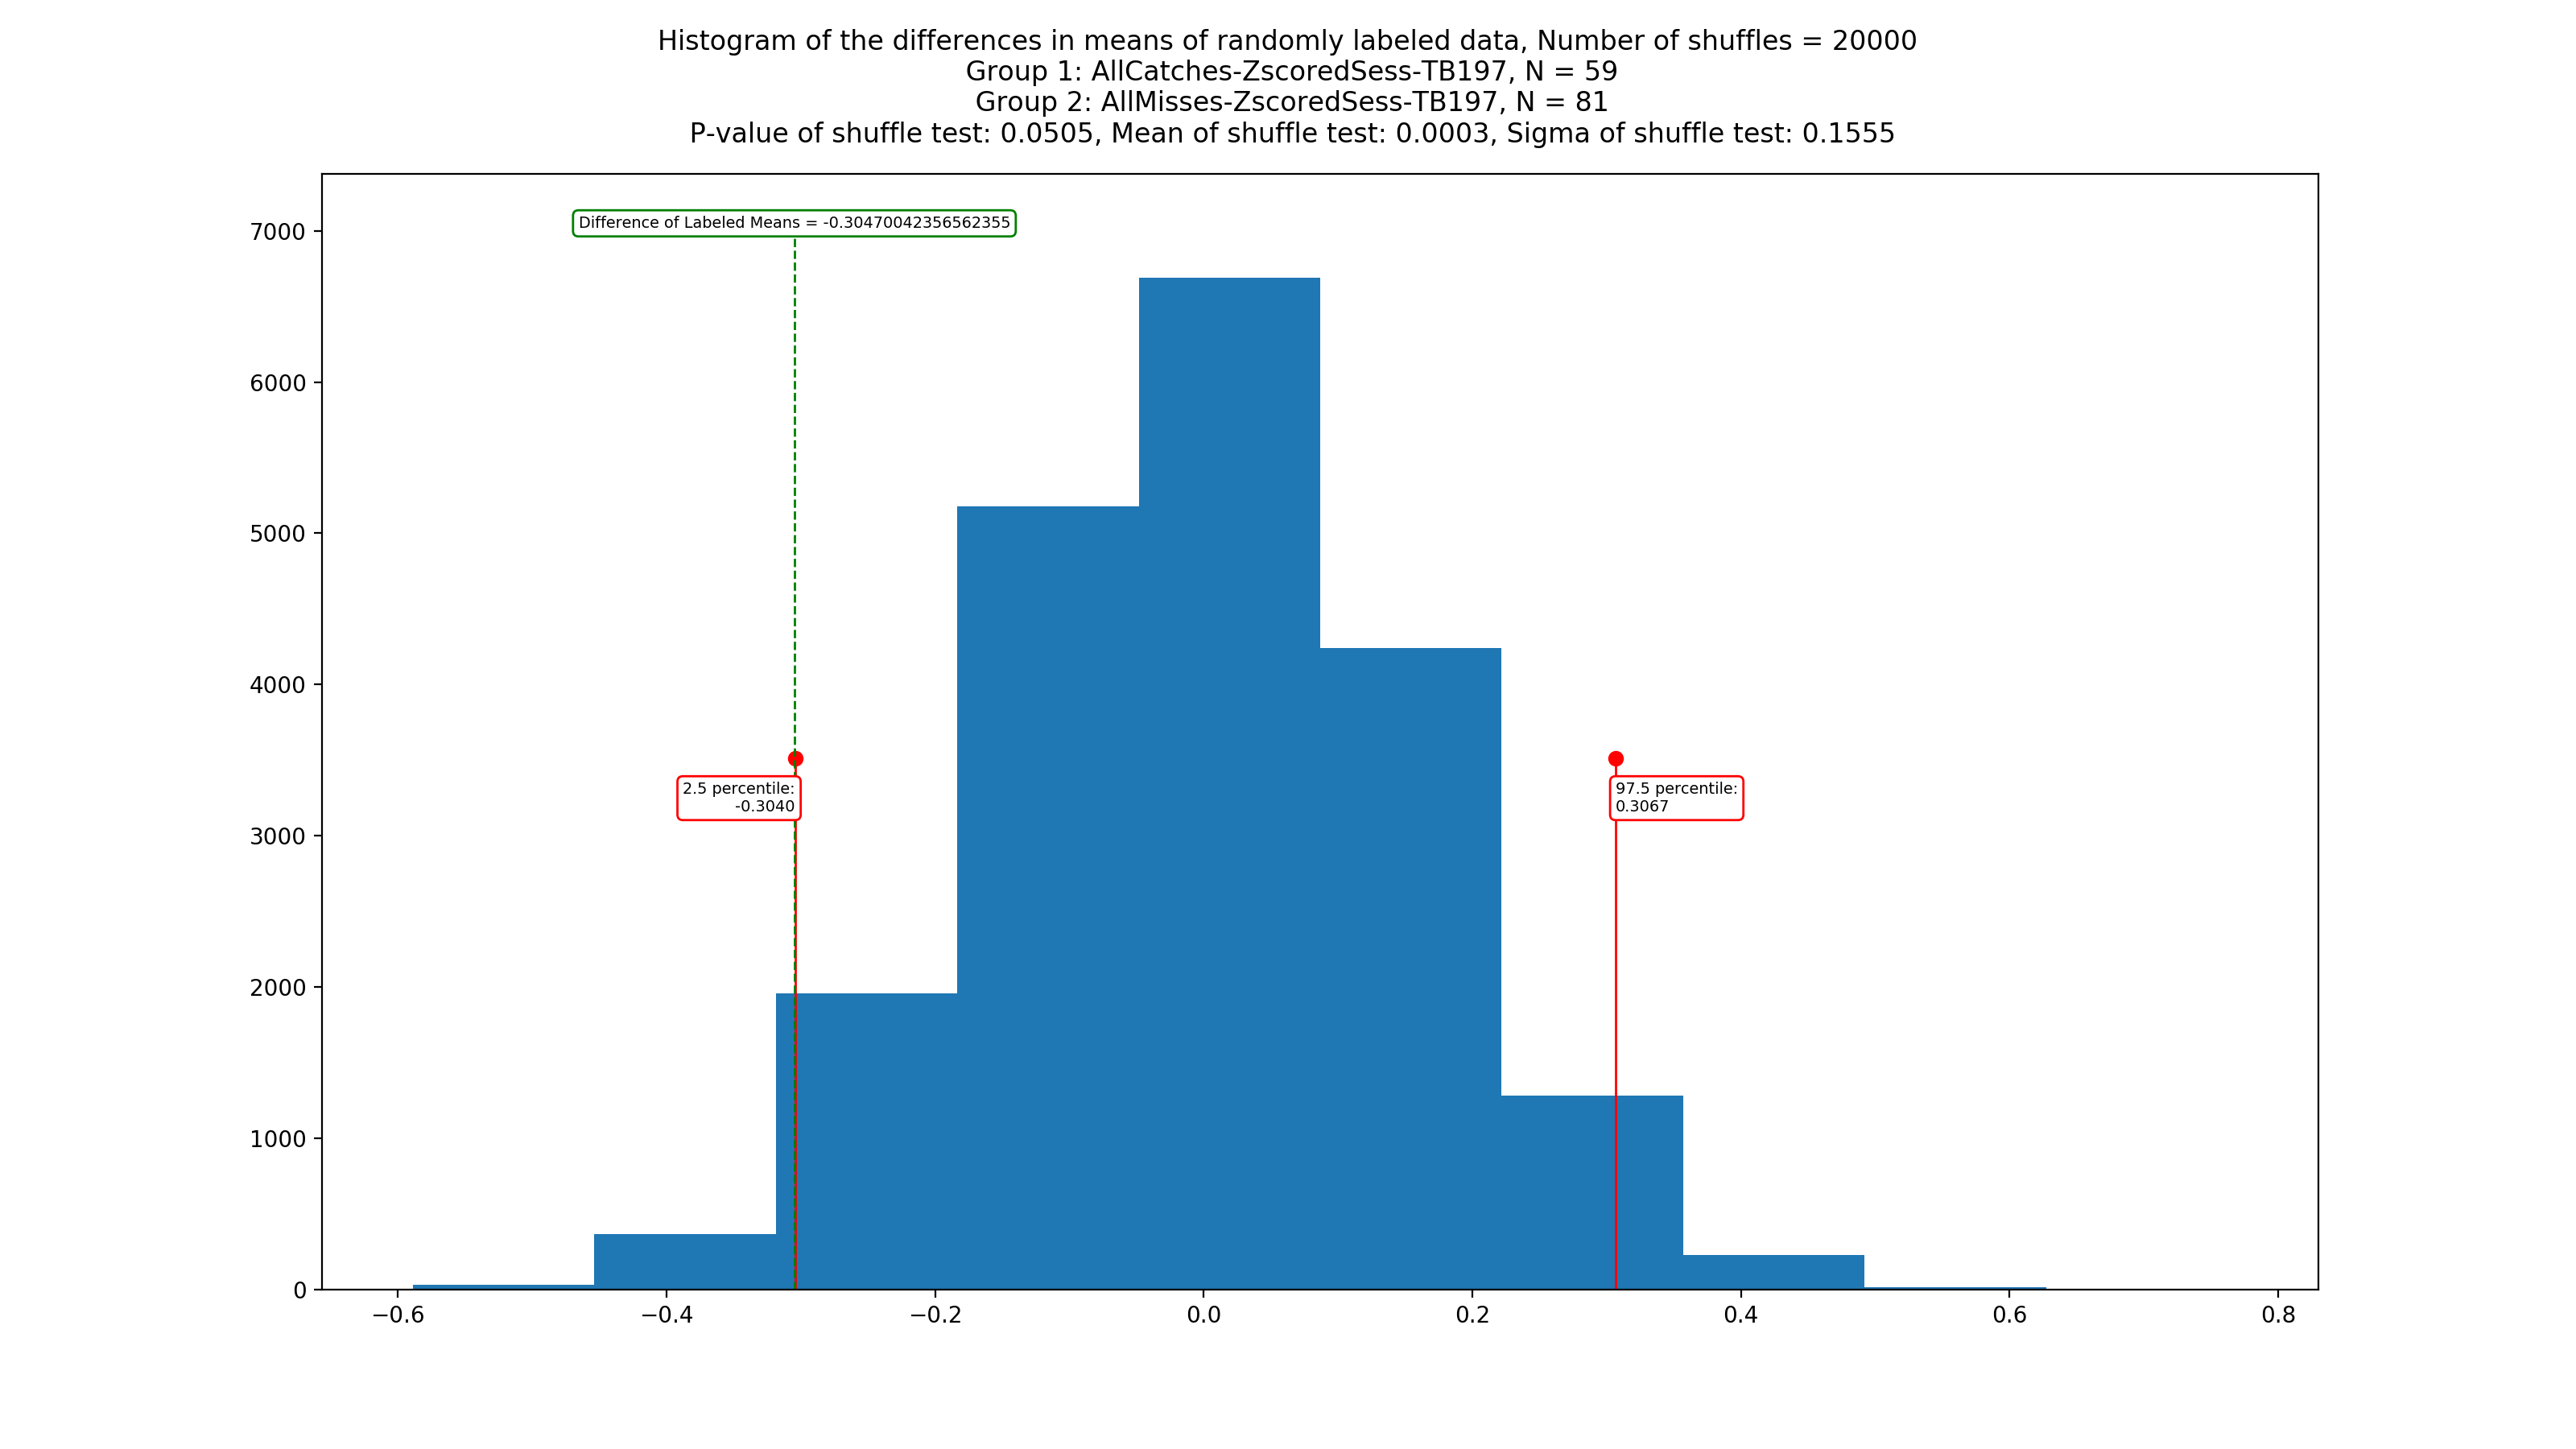 Histogram of the differences in means of randomly labeled data, Number of shuffles = 20000
Group 1: AllCatches-ZscoredSess-TB197, N = 59
Group 2: AllMisses-ZscoredSess-TB197, N = 81
P-value of shuffle test: 0.0505, Mean of shuffle test: 0.0003, Sigma of shuffle test: 0.1555
Difference of Labeled Means = -0.30470042356562355
7000
6000
5000
4000
3000
2000
1000
0
2.5 percentile:
-0.3040
97.5 percentile:
0.3067
−0.6
−0.4
−0.2
0.0
0.2
0.4
0.6
0.8